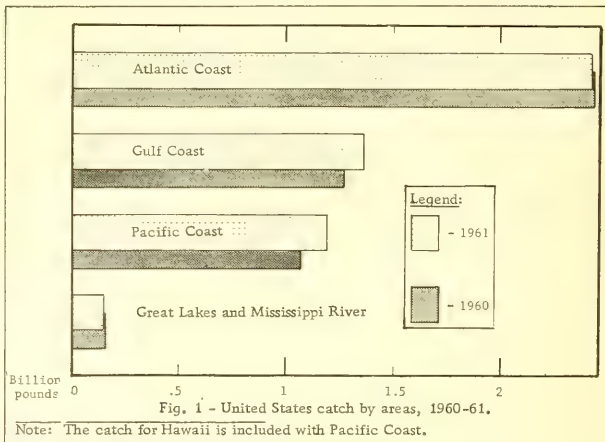 Atlantic Coast
Gulf Coast
Pacific Coast
Great Lakes and Mississippi River
Legend:
- 1961
- 1960
Billion
pounds
0 .5 1 1.5 2
Fig. 1 - United States catch by areas, 1960-61.
Note: The catch for Hawaii is included with Pacific Coast.